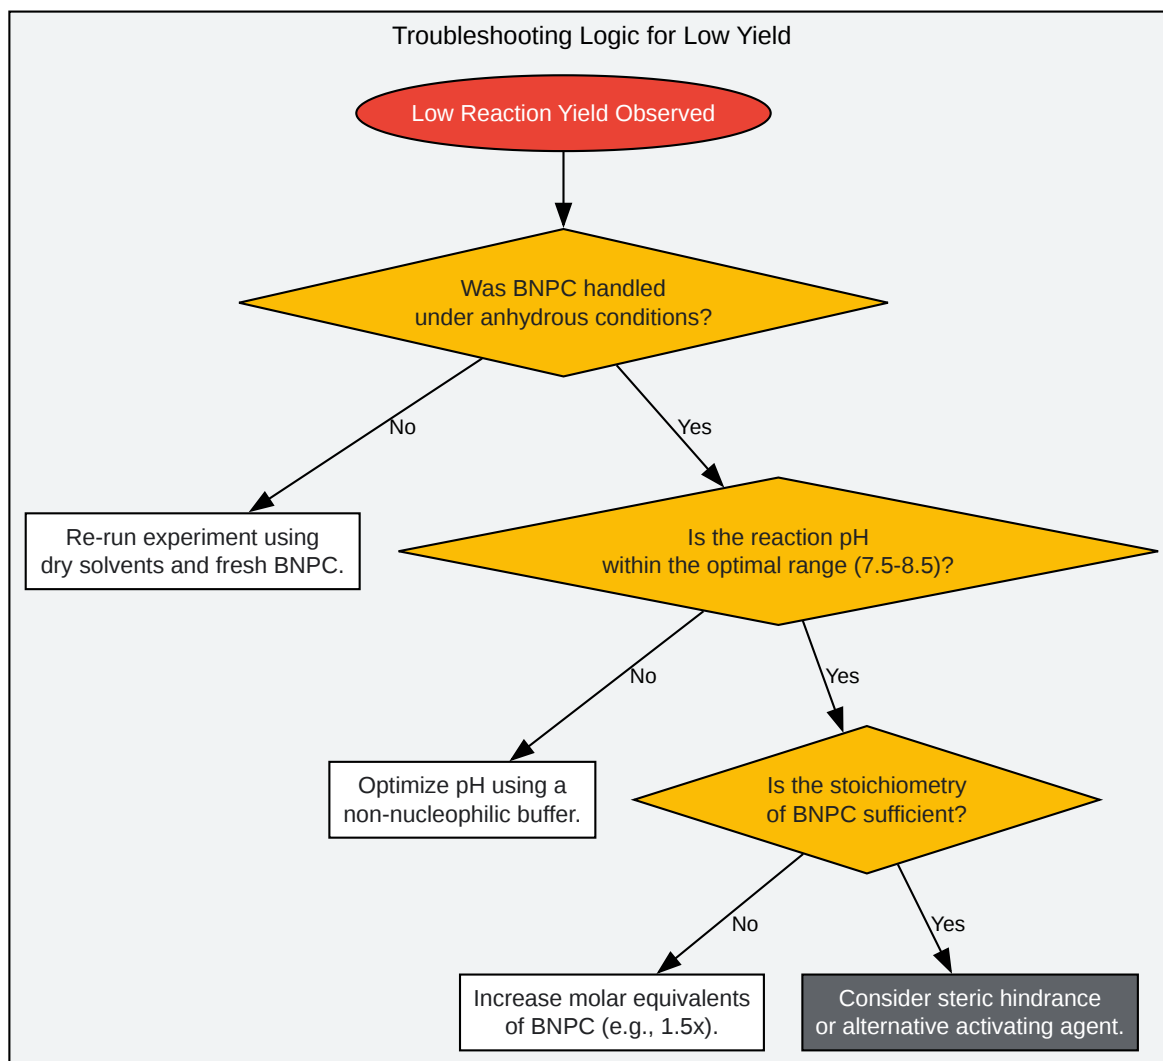 Troubleshooting Logic for Low Yield
Low Reaction Yield Observed
Was BNPC handled
under anhydrous conditions?
No
Yes
Re-run experiment using
dry solvents and fresh BNPC.
Is the reaction pH
within the optimal range (7.5-8.5)?
No
Yes
Optimize pH using a
non-nucleophilic buffer.
Is the stoichiometry
of BNPC sufficient?
No
Yes
Increase molar equivalents
of BNPC (e.g., 1.5x).
Consider steric hindrance
or alternative activating agent.